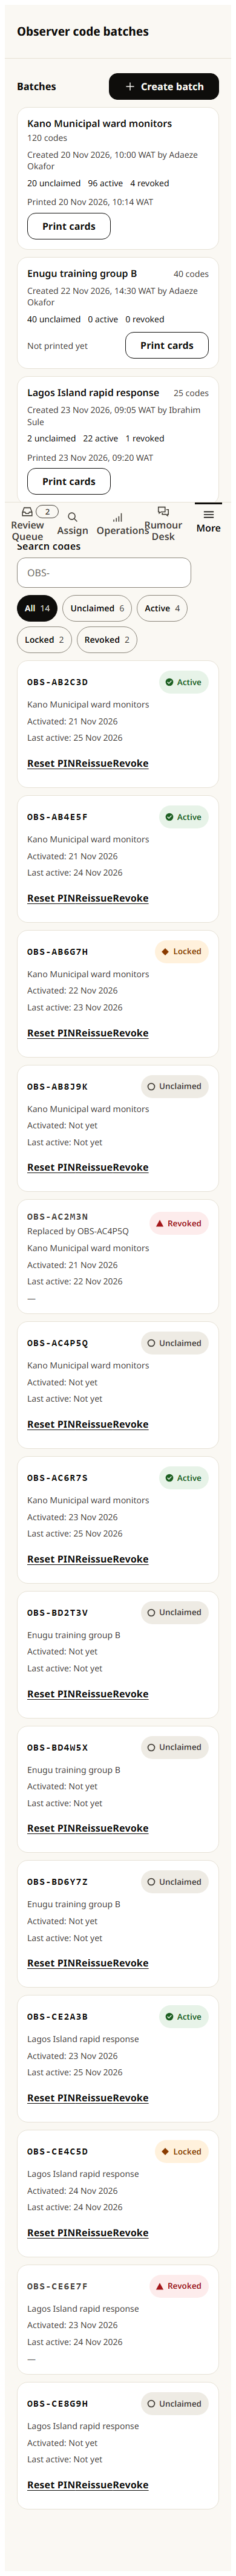 Observer code batches
Batches
Create batch
Kano Municipal ward monitors
120 codes
Created 20 Nov 2026, 10:00 WAT by Adaeze
Okafor
20 unclaimed 96 active 4 revoked
Printed 20 Nov 2026, 10:14 WAT
Print cards
Enugu training group B 40 codes
Created 22 Nov 2026, 14:30 WAT by Adaeze
Okafor
40 unclaimed 0 active 0 revoked
Not printed yet Print cards
Lagos Island rapid response 25 codes
Created 23 Nov 2026, 09:05 WAT by Ibrahim
Sule
2 unclaimed 22 active 1 revoked
Printed 23 Nov 2026, 09:20 WAT
Print cards
Review Queue 2
Assign
Operations
Rumour Desk
More
Search codes
OBS-
All 14 Unclaimed 6 Active 4
Locked 2 Revoked 2
OBS-AB2C3D Active
Kano Municipal ward monitors
Activated: 21 Nov 2026
Last active: 25 Nov 2026
Reset PINReissueRevoke
OBS-AB4E5F Active
Kano Municipal ward monitors
Activated: 21 Nov 2026
Last active: 24 Nov 2026
Reset PINReissueRevoke
OBS-AB6G7H Locked
Kano Municipal ward monitors
Activated: 22 Nov 2026
Last active: 23 Nov 2026
Reset PINReissueRevoke
OBS-AB8J9K Unclaimed
Kano Municipal ward monitors
Activated: Not yet
Last active: Not yet
Reset PINReissueRevoke
OBS-AC2M3N Revoked
Replaced by OBS-AC4P5Q
Kano Municipal ward monitors
Activated: 21 Nov 2026
Last active: 22 Nov 2026
—
OBS-AC4P5Q Unclaimed
Kano Municipal ward monitors
Activated: Not yet
Last active: Not yet
Reset PINReissueRevoke
OBS-AC6R7S Active
Kano Municipal ward monitors
Activated: 23 Nov 2026
Last active: 25 Nov 2026
Reset PINReissueRevoke
OBS-BD2T3V Unclaimed
Enugu training group B
Activated: Not yet
Last active: Not yet
Reset PINReissueRevoke
OBS-BD4W5X Unclaimed
Enugu training group B
Activated: Not yet
Last active: Not yet
Reset PINReissueRevoke
OBS-BD6Y7Z Unclaimed
Enugu training group B
Activated: Not yet
Last active: Not yet
Reset PINReissueRevoke
OBS-CE2A3B Active
Lagos Island rapid response
Activated: 23 Nov 2026
Last active: 25 Nov 2026
Reset PINReissueRevoke
OBS-CE4C5D Locked
Lagos Island rapid response
Activated: 24 Nov 2026
Last active: 24 Nov 2026
Reset PINReissueRevoke
OBS-CE6E7F Revoked
Lagos Island rapid response
Activated: 23 Nov 2026
Last active: 24 Nov 2026
—
OBS-CE8G9H Unclaimed
Lagos Island rapid response
Activated: Not yet
Last active: Not yet
Reset PINReissueRevoke